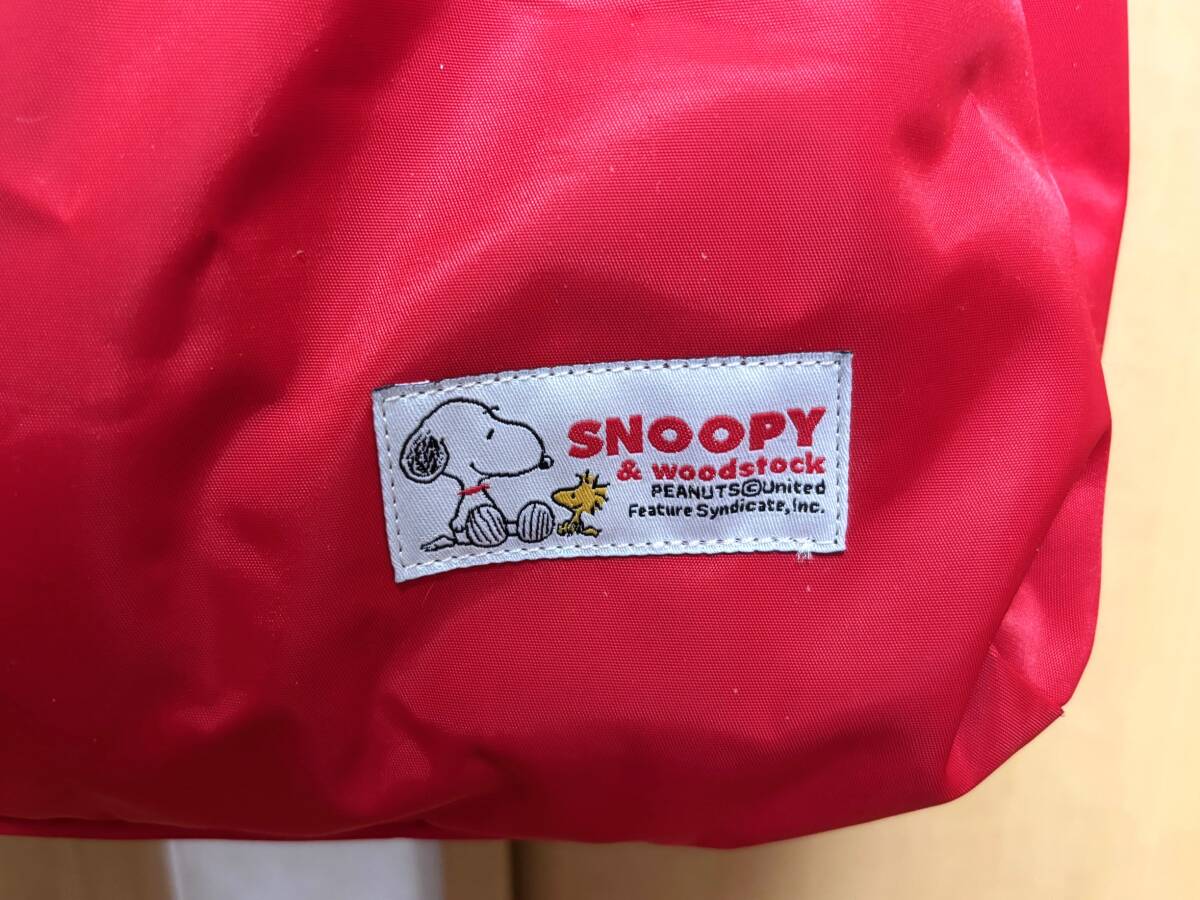 SNOOPY
& woodstock
PEANUTS©United
Feature Syndicate,Inc.